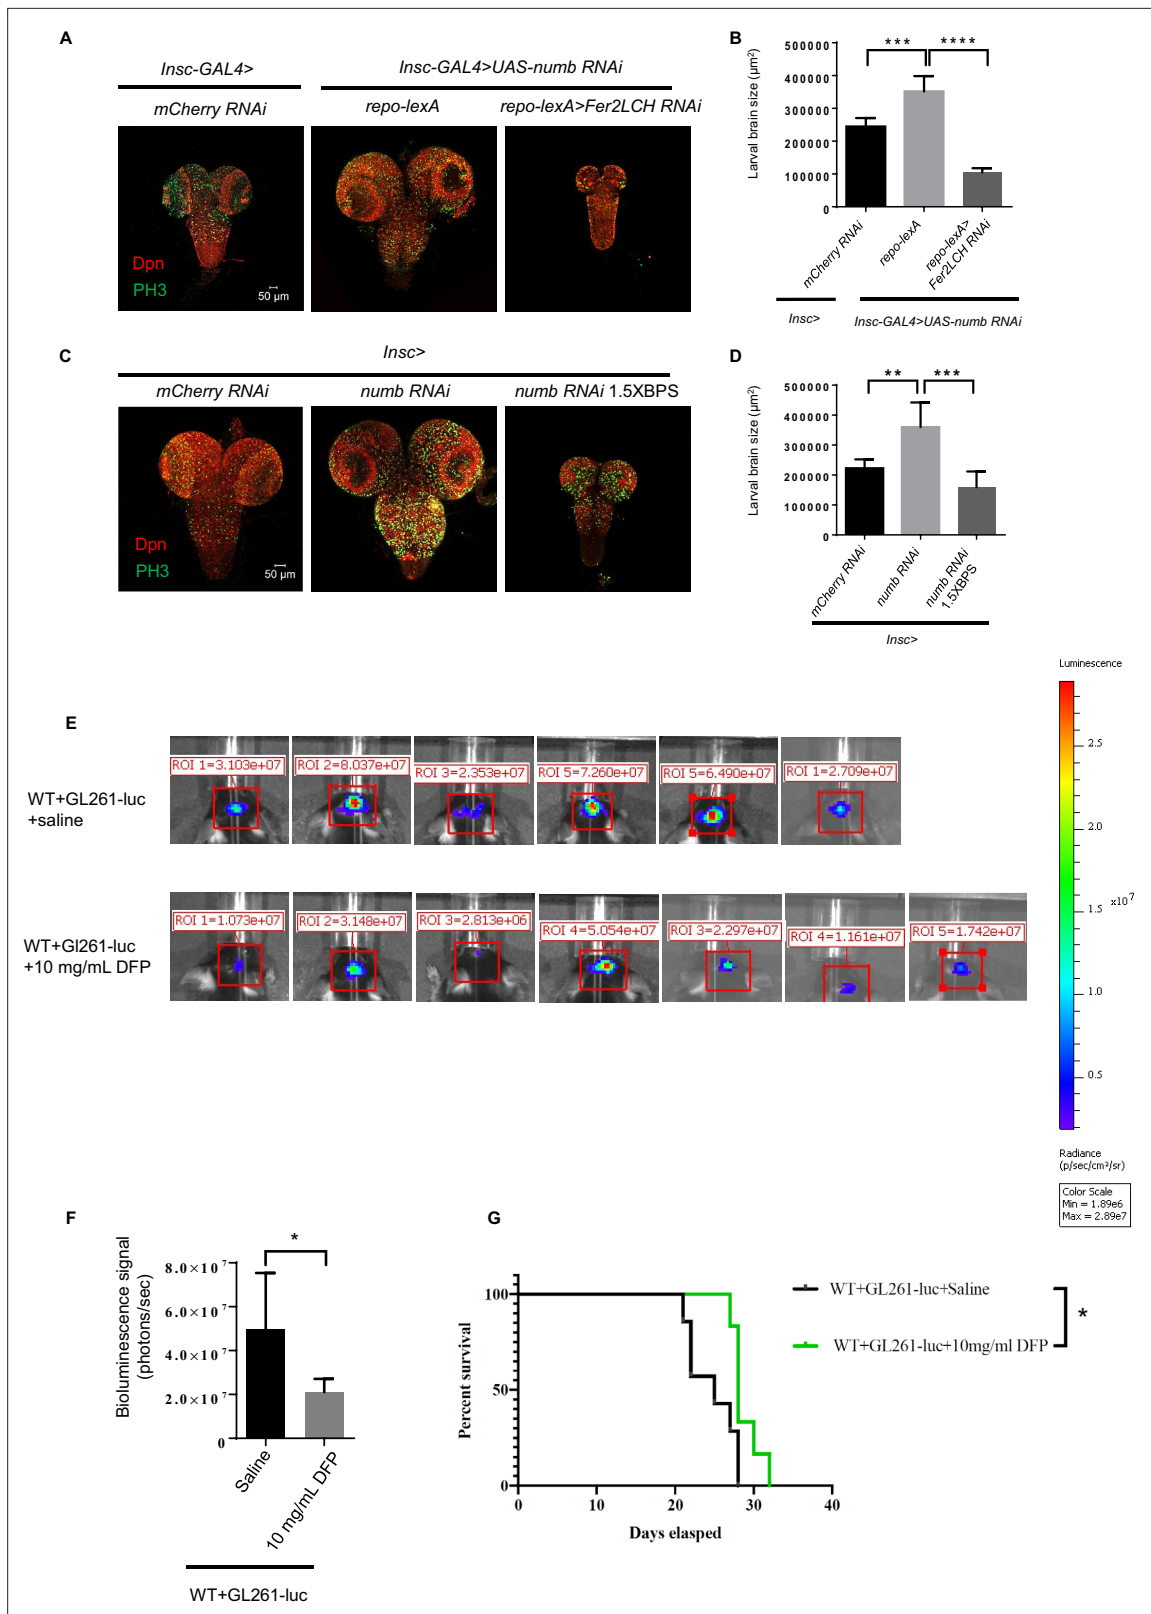 A
Insc-GAL4>
Insc-GAL4>UAS-numb RNAi
mCherry RNAi
repo-lexA
repo-lexA>Fer2LCH RNAi
Dpn
PH3
50 µm
B
Larval brain size (µm²)
500000
400000
300000
200000
100000
0
***
****
mCherry RNAi
repo-lexA
repo-lexA>
Fer2LCH RNAi
Insc>
Insc-GAL4>UAS-numb RNAi
C
Insc>
mCherry RNAi
numb RNAi
numb RNAi 1.5XBPS
Dpn
PH3
50 µm
D
Larval brain size (µm²)
500000
400000
300000
200000
100000
0
**
***
mCherry RNAi
numb RNAi
numb RNAi
1.5XBPS
Insc>
E
WT+GL261-luc
+saline
ROI 1=3.103e+07
ROI 2=8.037e+07
ROI 3=2.353e+07
ROI 5=7.260e+07
ROI 5=6.490e+07
ROI 1=2.709e+07
WT+Gl261-luc
+10 mg/mL DFP
ROI 1=1.073e+07
ROI 2=3.148e+07
ROI 3=2.813e+06
ROI 4=5.054e+07
ROI 3=2.297e+07
ROI 4=1.161e+07
ROI 5=1.742e+07
Luminescence
2.5
2.0
1.5
x10⁷
1.0
0.5
Radiance
(p/sec/cm²/sr)
Color Scale
Min = 1.89e6
Max = 2.89e7
F
Bioluminescence signal
(photons/sec)
8.0×10⁷
6.0×10⁷
4.0×10⁷
2.0×10⁷
0
*
Saline
10 mg/mL DFP
WT+GL261-luc
G
Percent survival
100
50
0
0
10
20
30
40
Days elasped
WT+GL261-luc+Saline
WT+GL261-luc+10mg/ml DFP
*